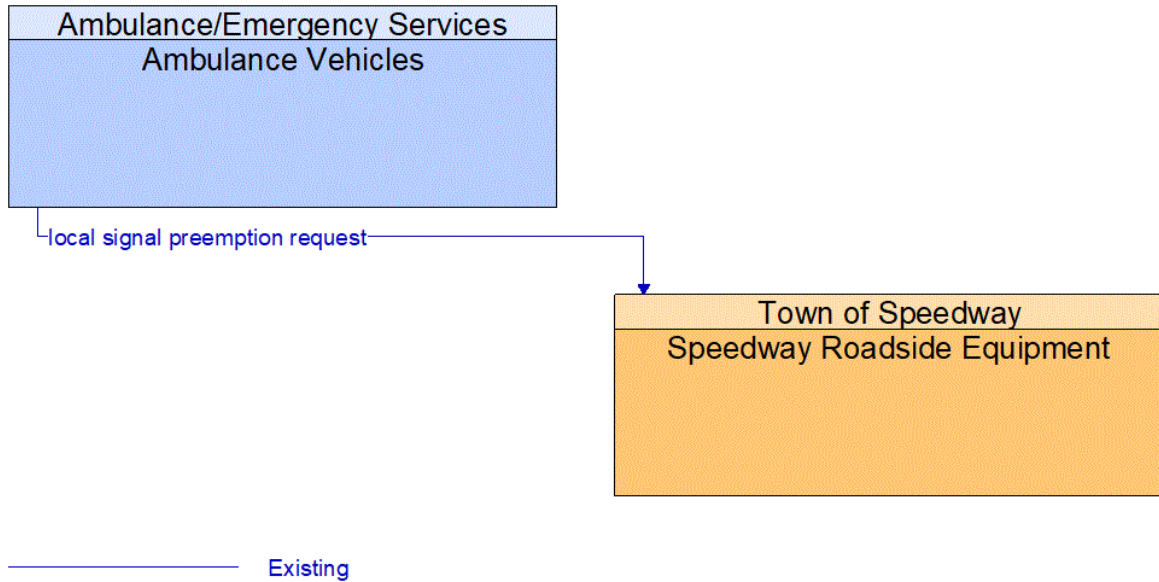 Ambulance/Emergency Services
Ambulance Vehicles
local signal preemption request
Town of Speedway
Speedway Roadside Equipment
Existing